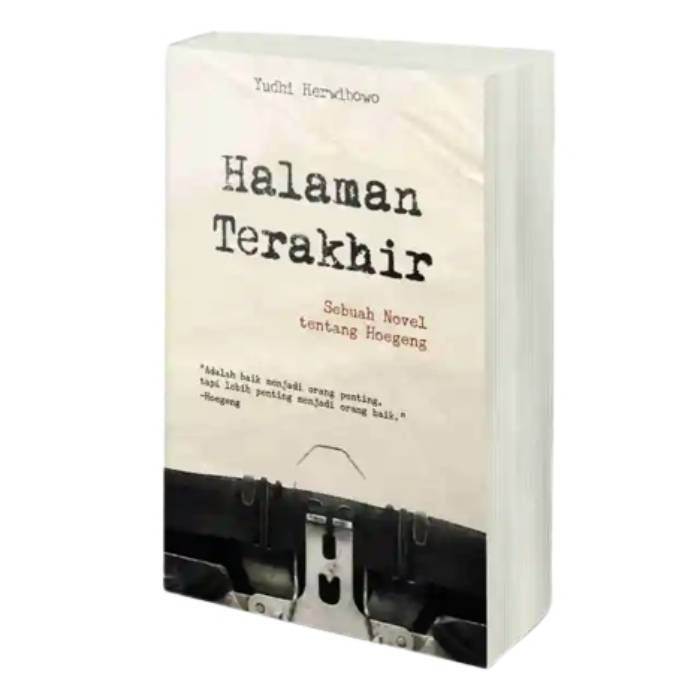 Yudhi Herwibowo
Halaman
Terakhir
Sebuah Novel
tentang Hoegeng
"Adalah baik menjadi orang penting,
tapi lebih penting menjadi orang baik."
-Hoegeng